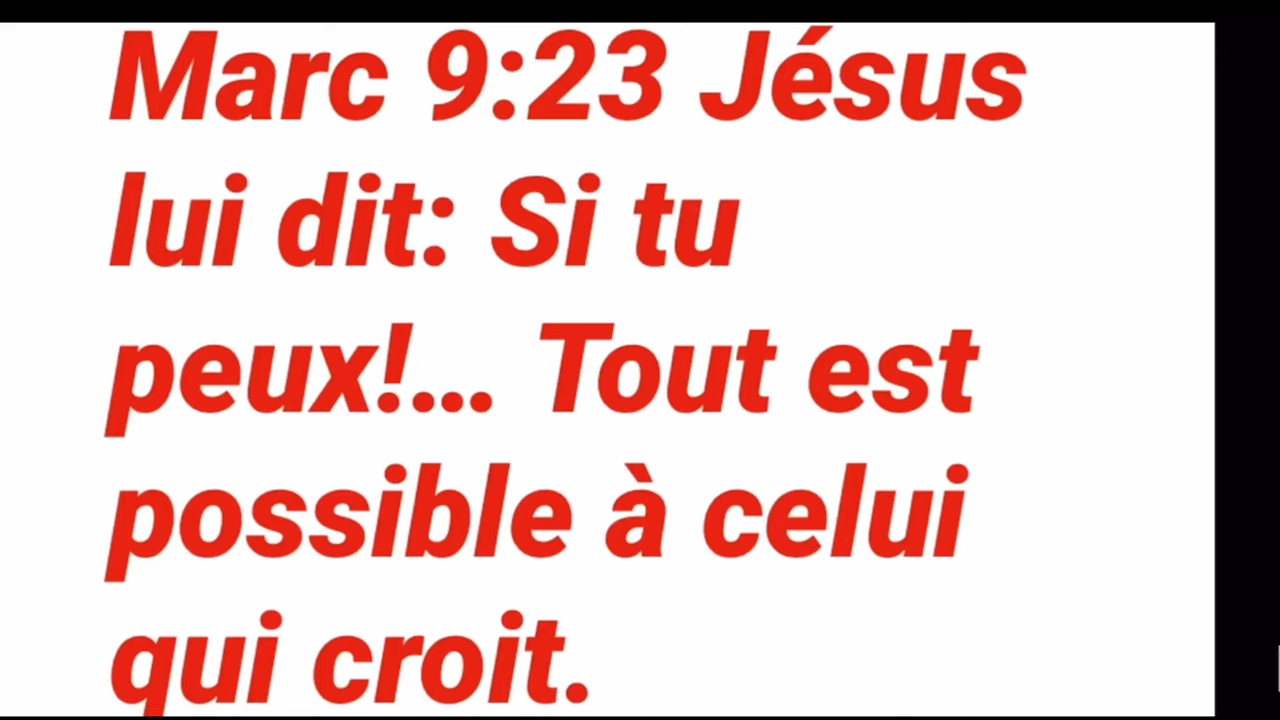 Marc 9:23 Jésus
lui dit: Si tu
peux!... Tout est
possible à celui
qui croit.